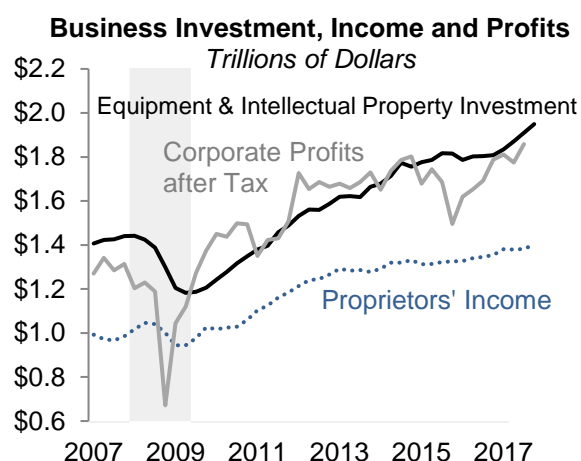 Business Investment, Income and Profits
Trillions of Dollars
$2.2
$2.0
$1.8
$1.6
$1.4
$1.2
$1.0
$0.8
$0.6
Equipment & Intellectual Property Investment
Corporate Profits
after Tax
Proprietors' Income
2007 2009 2011 2013 2015 2017